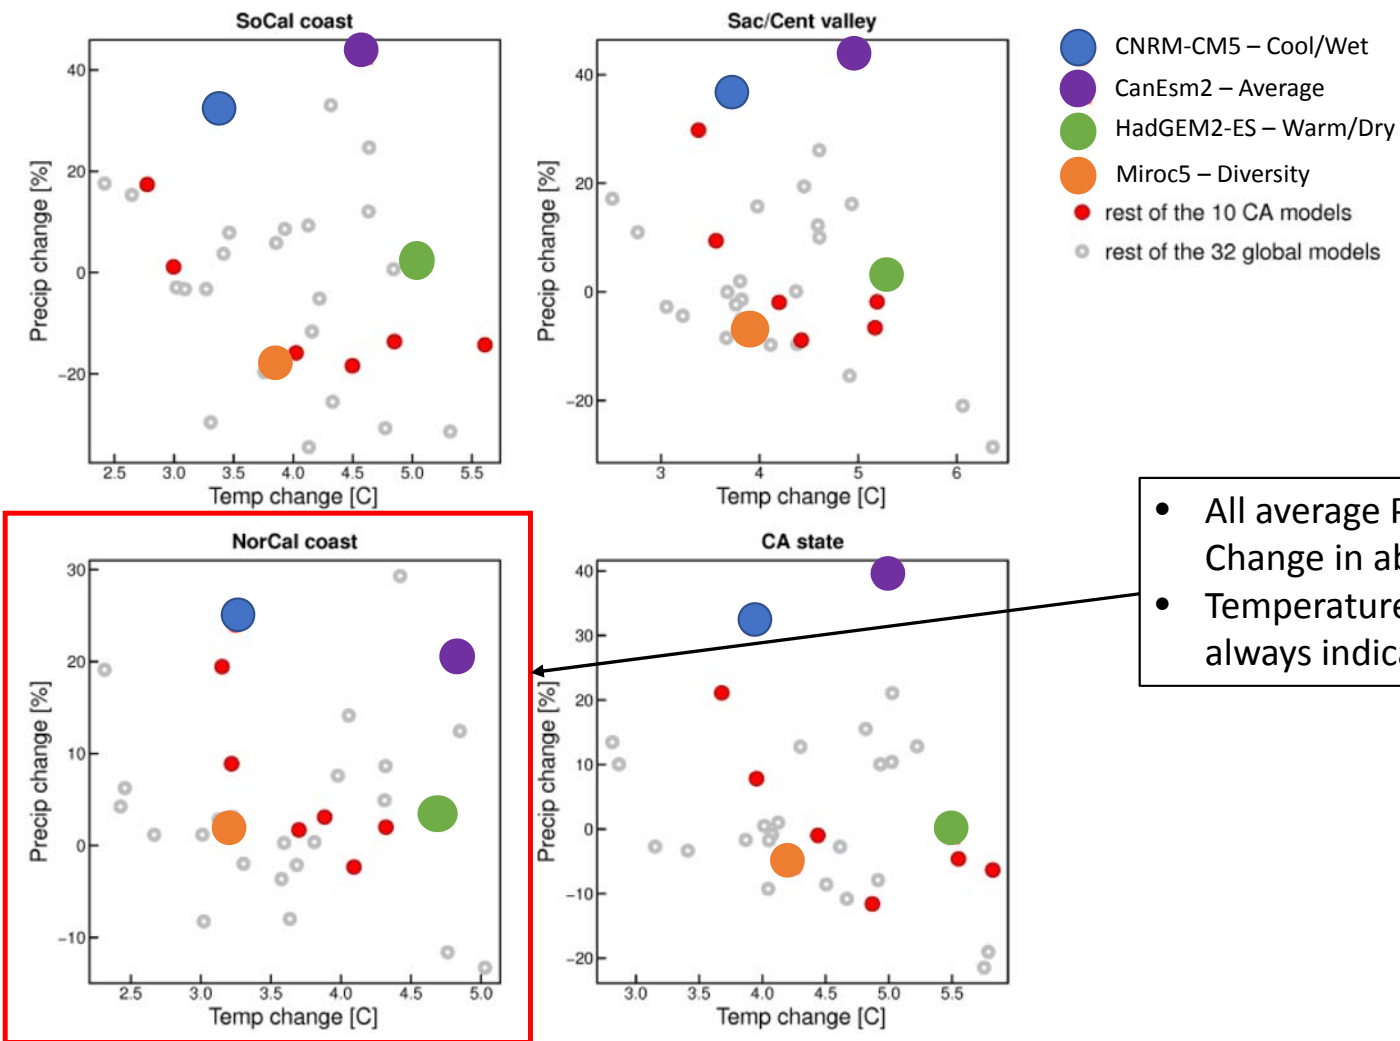 SoCal coast
40
20
0
−20
2.5 3.0 3.5 4.0 4.5 5.0 5.5
Temp change [C]
Precip change [%]
Sac/Cent valley
40
20
0
−20
3 4 5 6
Temp change [C]
Precip change [%]
CNRM-CM5 – Cool/Wet
CanEsm2 – Average
HadGEM2-ES – Warm/Dry
Miroc5 – Diversity
rest of the 10 CA models
rest of the 32 global models
NorCal coast
30
20
10
0
−10
2.5 3.0 3.5 4.0 4.5 5.0
Temp change [C]
Precip change [%]
CA state
40
30
20
10
0
−10
−20
3.0 3.5 4.0 4.5 5.0 5.5
Temp change [C]
Precip change [%]
• All average
Change in
• Temperature
always